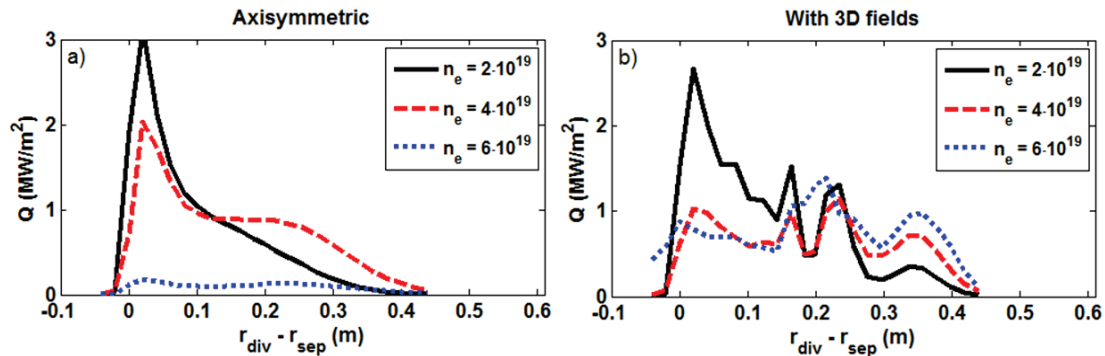 Axisymmetric
a)
n_e = 2·10^19
n_e = 4·10^19
n_e = 6·10^19
Q (MW/m^2)
3
2
1
0
-0.1 0 0.1 0.2 0.3 0.4 0.5 0.6
r_div - r_sep (m)
With 3D fields
b)
n_e = 2·10^19
n_e = 4·10^19
n_e = 6·10^19
Q (MW/m^2)
3
2
1
0
-0.1 0 0.1 0.2 0.3 0.4 0.5 0.6
r_div - r_sep (m)